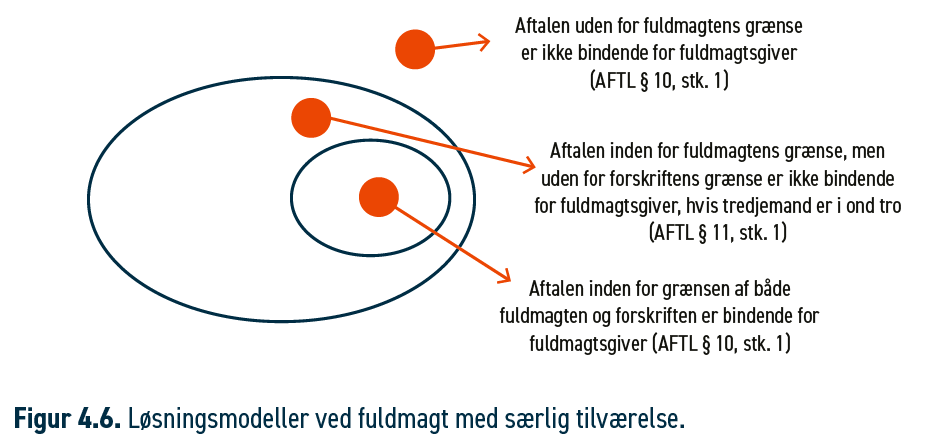 Aftalen uden for fuldmagtens grænse
er ikke bindende for fuldmagtsgiver
(AFTL § 10, stk. 1)
Aftalen inden for fuldmagtens grænse, men
uden for forskriftens grænse er ikke bindende
for fuldmagtsgiver, hvis tredjemand er i ond tro
(AFTL § 11, stk. 1)
Aftalen inden for grænsen af både
fuldmagten og forskriften er bindende for
fuldmagtsgiver (AFTL § 10, stk. 1)
Figur 4.6. Løsningsmodeller ved fuldmagt med særlig tilværelse.